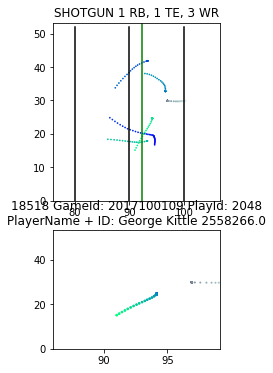 SHOTGUN 1 RB, 1 TE, 3 WR
50
40
30
20
10
0
80 90 100
18518 GameId: 2017100109 PlayId: 2048
PlayerName + ID: George Kittle 2558266.0
40
20
0
90 95